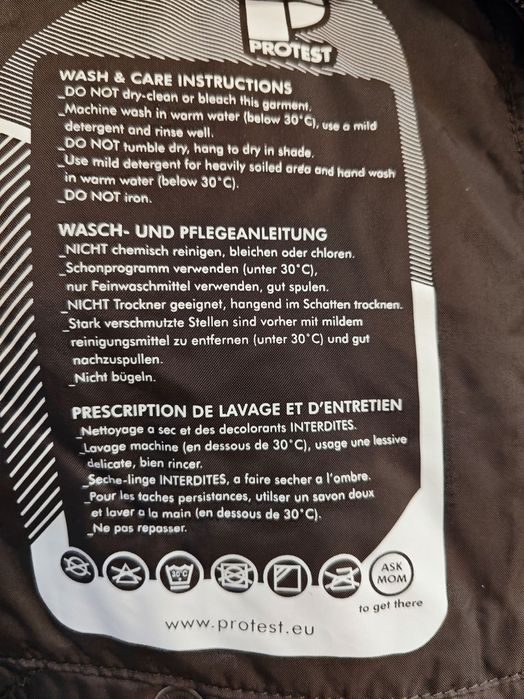 PROTEST
WASH & CARE INSTRUCTIONS
_DO NOT dry-clean or bleach this garment.
_Machine wash in warm water (below 30°C), use a mild
detergent and rinse well.
_DO NOT tumble dry, hang to dry in shade.
_Use mild detergent for heavily soiled area and hand wash
in warm water (below 30°C).
_DO NOT iron.
WASCH- UND PFLEGEANLEITUNG
_NICHT chemisch reinigen, bleichen oder chloren.
_Schonprogramm verwenden (unter 30°C),
nur Feinwaschmittel verwenden, gut spulen.
_NICHT Trockner geeignet, hangend im Schatten trocknen.
_Stark verschmutzte Stellen sind vorher mit mildem
reinigungsmittel zu entfernen (unter 30°C) und gut
nachzuspullen.
_Nicht bügeln.
PRESCRIPTION DE LAVAGE ET D'ENTRETIEN
_Nettoyage a sec et des decolorants INTERDITES.
_Lavage machine (en dessous de 30°C), usage une lessive
delicate, bien rincer.
_Seche-linge INTERDITES, a faire secher a l'ombre.
_Pour les taches persistances, utilser un savon doux
et laver a la main (en dessous de 30°C).
_Ne pas repasser.
30°C
ASK
MOM
to get there
www.protest.eu